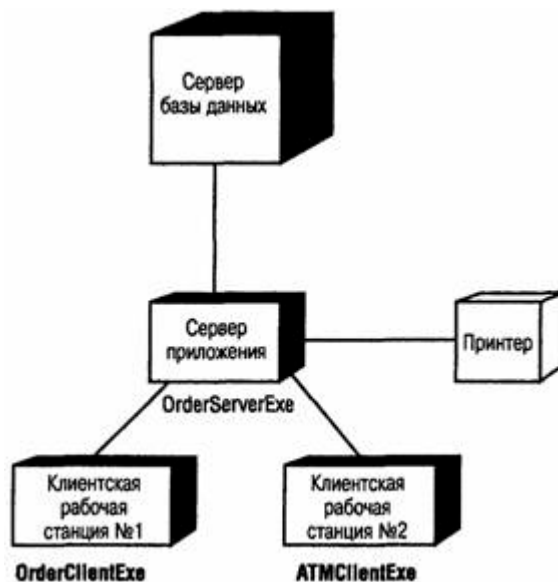 Сервер
базы данных
Сервер
приложения
Принтер
OrderServerExe
Клиентская
рабочая
станция №1
Клиентская
рабочая
станция №2
OrderClientExe
ATMClientExe